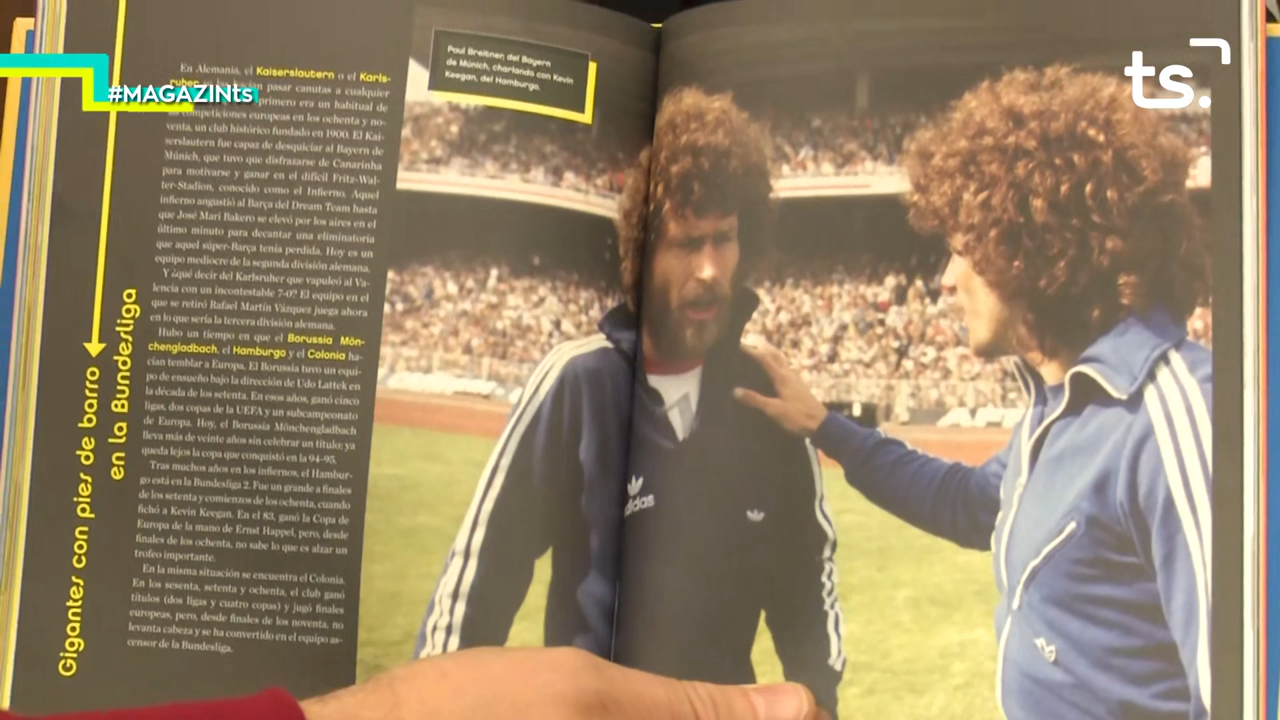 ts.
#MAGAZINts
Paul Breitner, del Bayern
de Múnich, charlando con Kevin
Keegan, del Hamburgo.
Gigantes con pies de barro
en la Bundesliga
En Alemania, el Kaiserslautern o el Karls-
ruher pasar canutas a cualquier
primero era un habitual de
las competiciones europeas en los ochenta y no-
venta, un club histórico fundado en 1900. El Kai-
serslautern fue capaz de desquiciar al Bayern de
Múnich, que tuvo que disfrazarse de Canarinha
para motivarse y ganar en el difícil Fritz-Wal-
ter-Stadion, conocido como el Infierno. Aquel
infierno angustió al Barça del Dream Team hasta
que José Mari Bakero se elevó por los aires en el
último minuto para decantar una eliminatoria
que aquel súper-Barça tenía perdida. Hoy es un
equipo mediocre de la segunda división alemana.
Y ¿qué decir del Karlsruher que vapuleó al Va-
lencia con un incontestable 7-0? El equipo en el
que se retiró Rafael Martín Vázquez juega ahora
en lo que sería la tercera división alemana.
Hubo un tiempo en que el Borussia Mön-
chengladbach, el Hamburgo y el Colonia ha-
cían temblar a Europa. El Borussia tuvo un equi-
po de ensueño bajo la dirección de Udo Lattek en
la década de los setenta. En esos años, ganó cinco
ligas, dos copas de la UEFA y un subcampeonato
de Europa. Hoy, el Borussia Mönchengladbach
lleva más de veinte años sin celebrar un título; ya
queda lejos la copa que conquistó en la 94-95.
Tras muchos años en los infiernos, el Hambur-
go está en la Bundesliga 2. Fue un grande a finales
de los setenta y comienzos de los ochenta, cuando
fichó a Kevin Keegan. En el 83, ganó la Copa de
Europa de la mano de Ernst Happel, pero, desde
finales de los ochenta, no sabe lo que es alzar un
trofeo importante.
En la misma situación se encuentra el Colonia.
En los sesenta, setenta y ochenta, el club ganó
títulos (dos ligas y cuatro copas) y jugó finales
europeas, pero, desde finales de los noventa, no
levanta cabeza y se ha convertido en el equipo as-
censor de la Bundesliga.
adidas